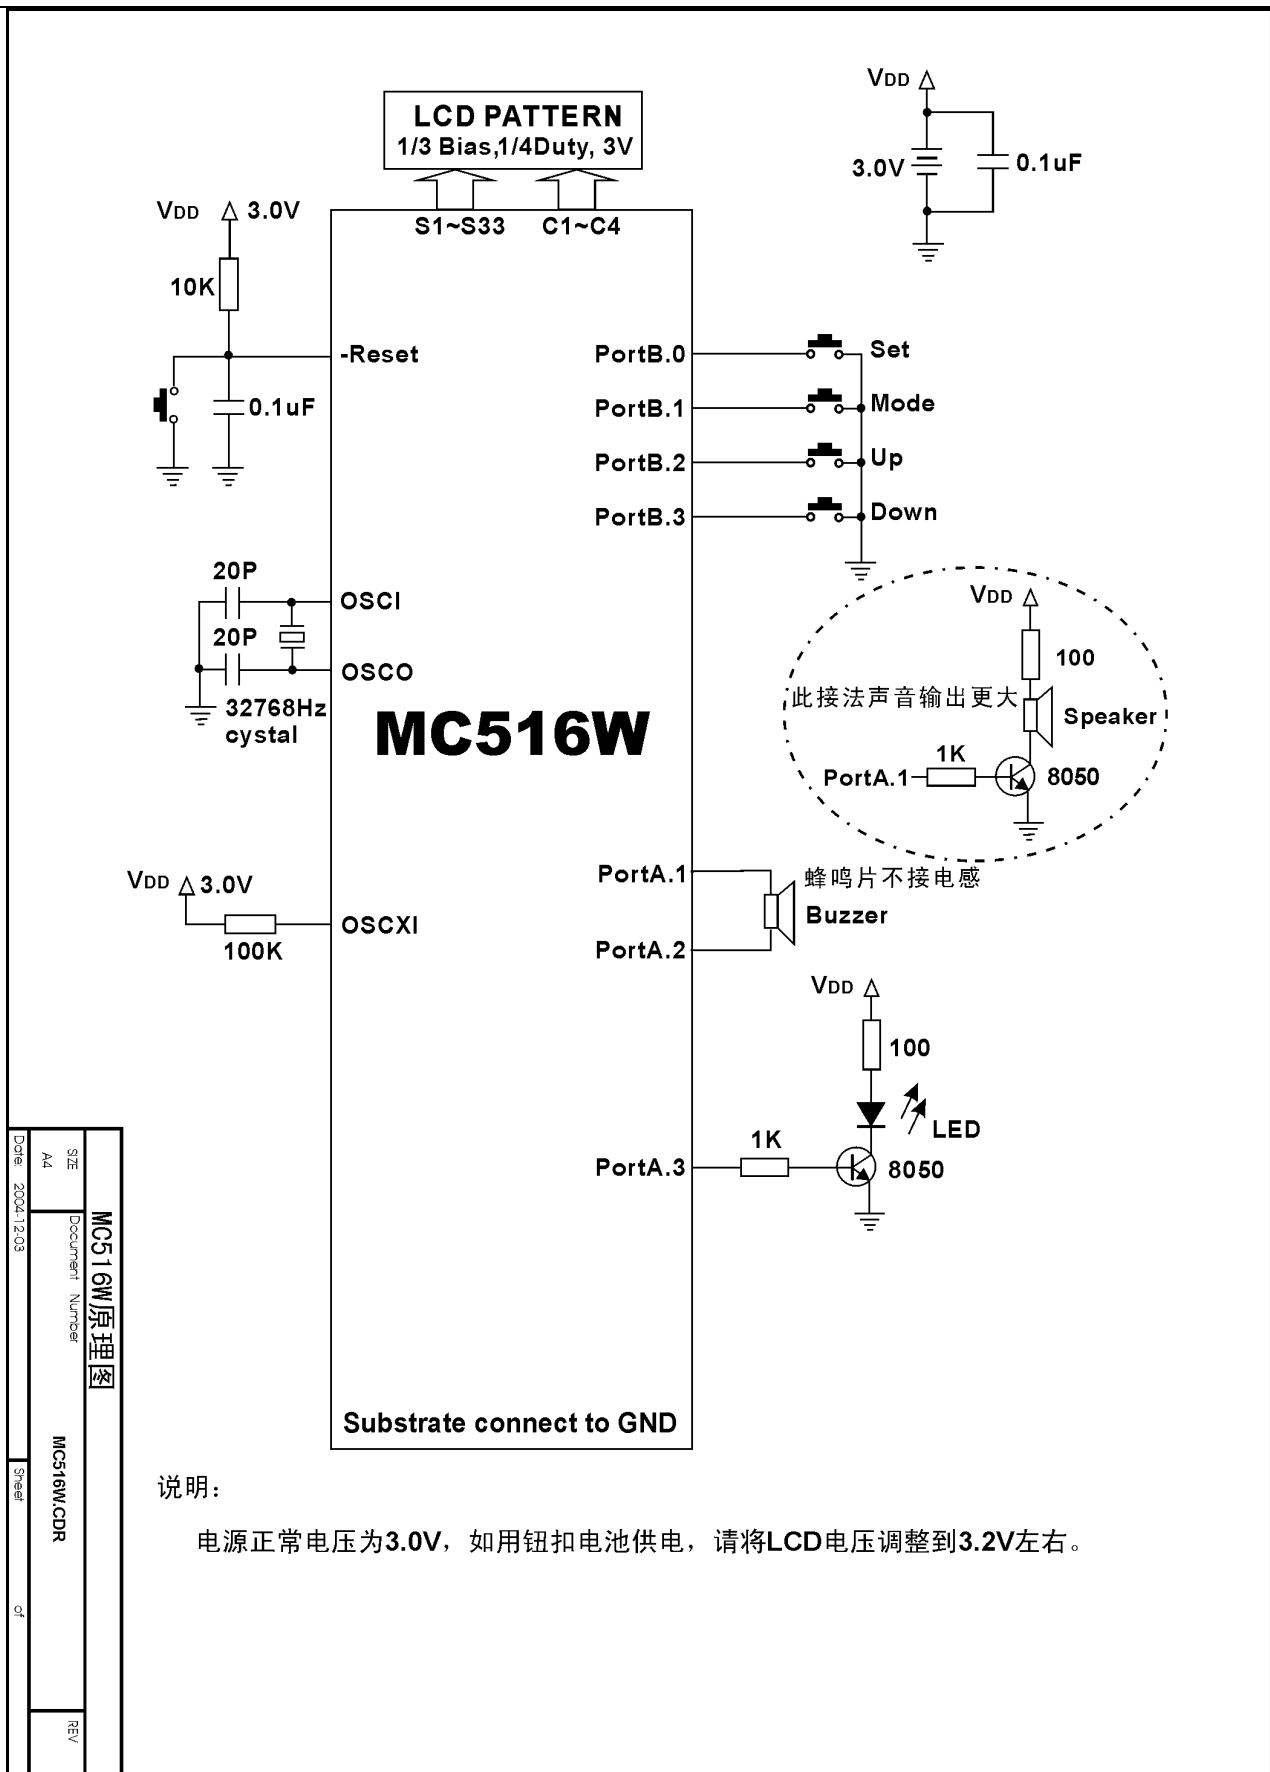 LCD PATTERN
1/3 Bias,1/4Duty, 3V
S1~S33 C1~C4
VDD
3.0V 0.1uF
VDD 3.0V
10K
-Reset
0.1uF
PortB.0 Set
PortB.1 Mode
PortB.2 Up
PortB.3 Down
20P
OSCI
20P
OSCO
32768Hz
cystal
MC516W
VDD
100
此接法声音输出更大
Speaker
1K
PortA.1 8050
VDD 3.0V
OSCXI
100K
PortA.1 蜂鸣片不接电感
Buzzer
PortA.2
VDD
100
LED
1K
PortA.3 8050
Substrate connect to GND
说明：
电源正常电压为3.0V，如用钮扣电池供电，请将LCD电压调整到3.2V左右。
MC516W原理图
SIZE Document Number REV
A4 MC516W.CDR
Date: 2004-12-03 Sheet of